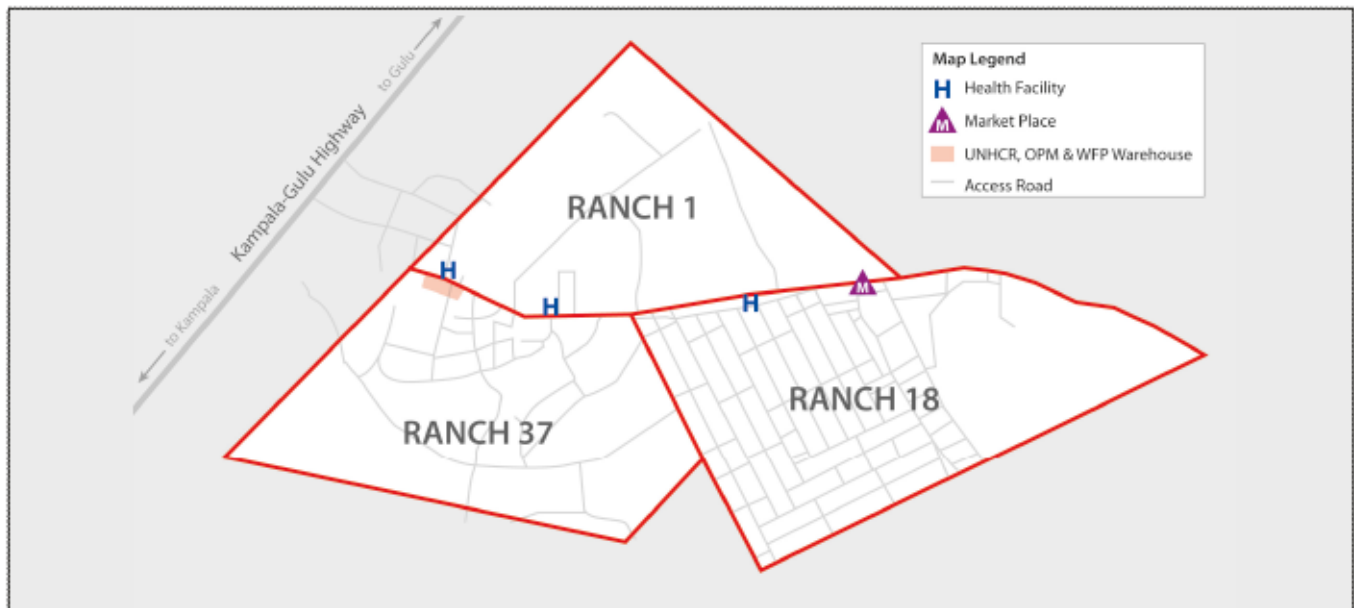 to Gulu
Kampala-Gulu Highway
to Kampala
Map Legend
H Health Facility
M Market Place
UNHCR, OPM & WFP Warehouse
Access Road
RANCH 1
H
H
H
M
RANCH 18
RANCH 37